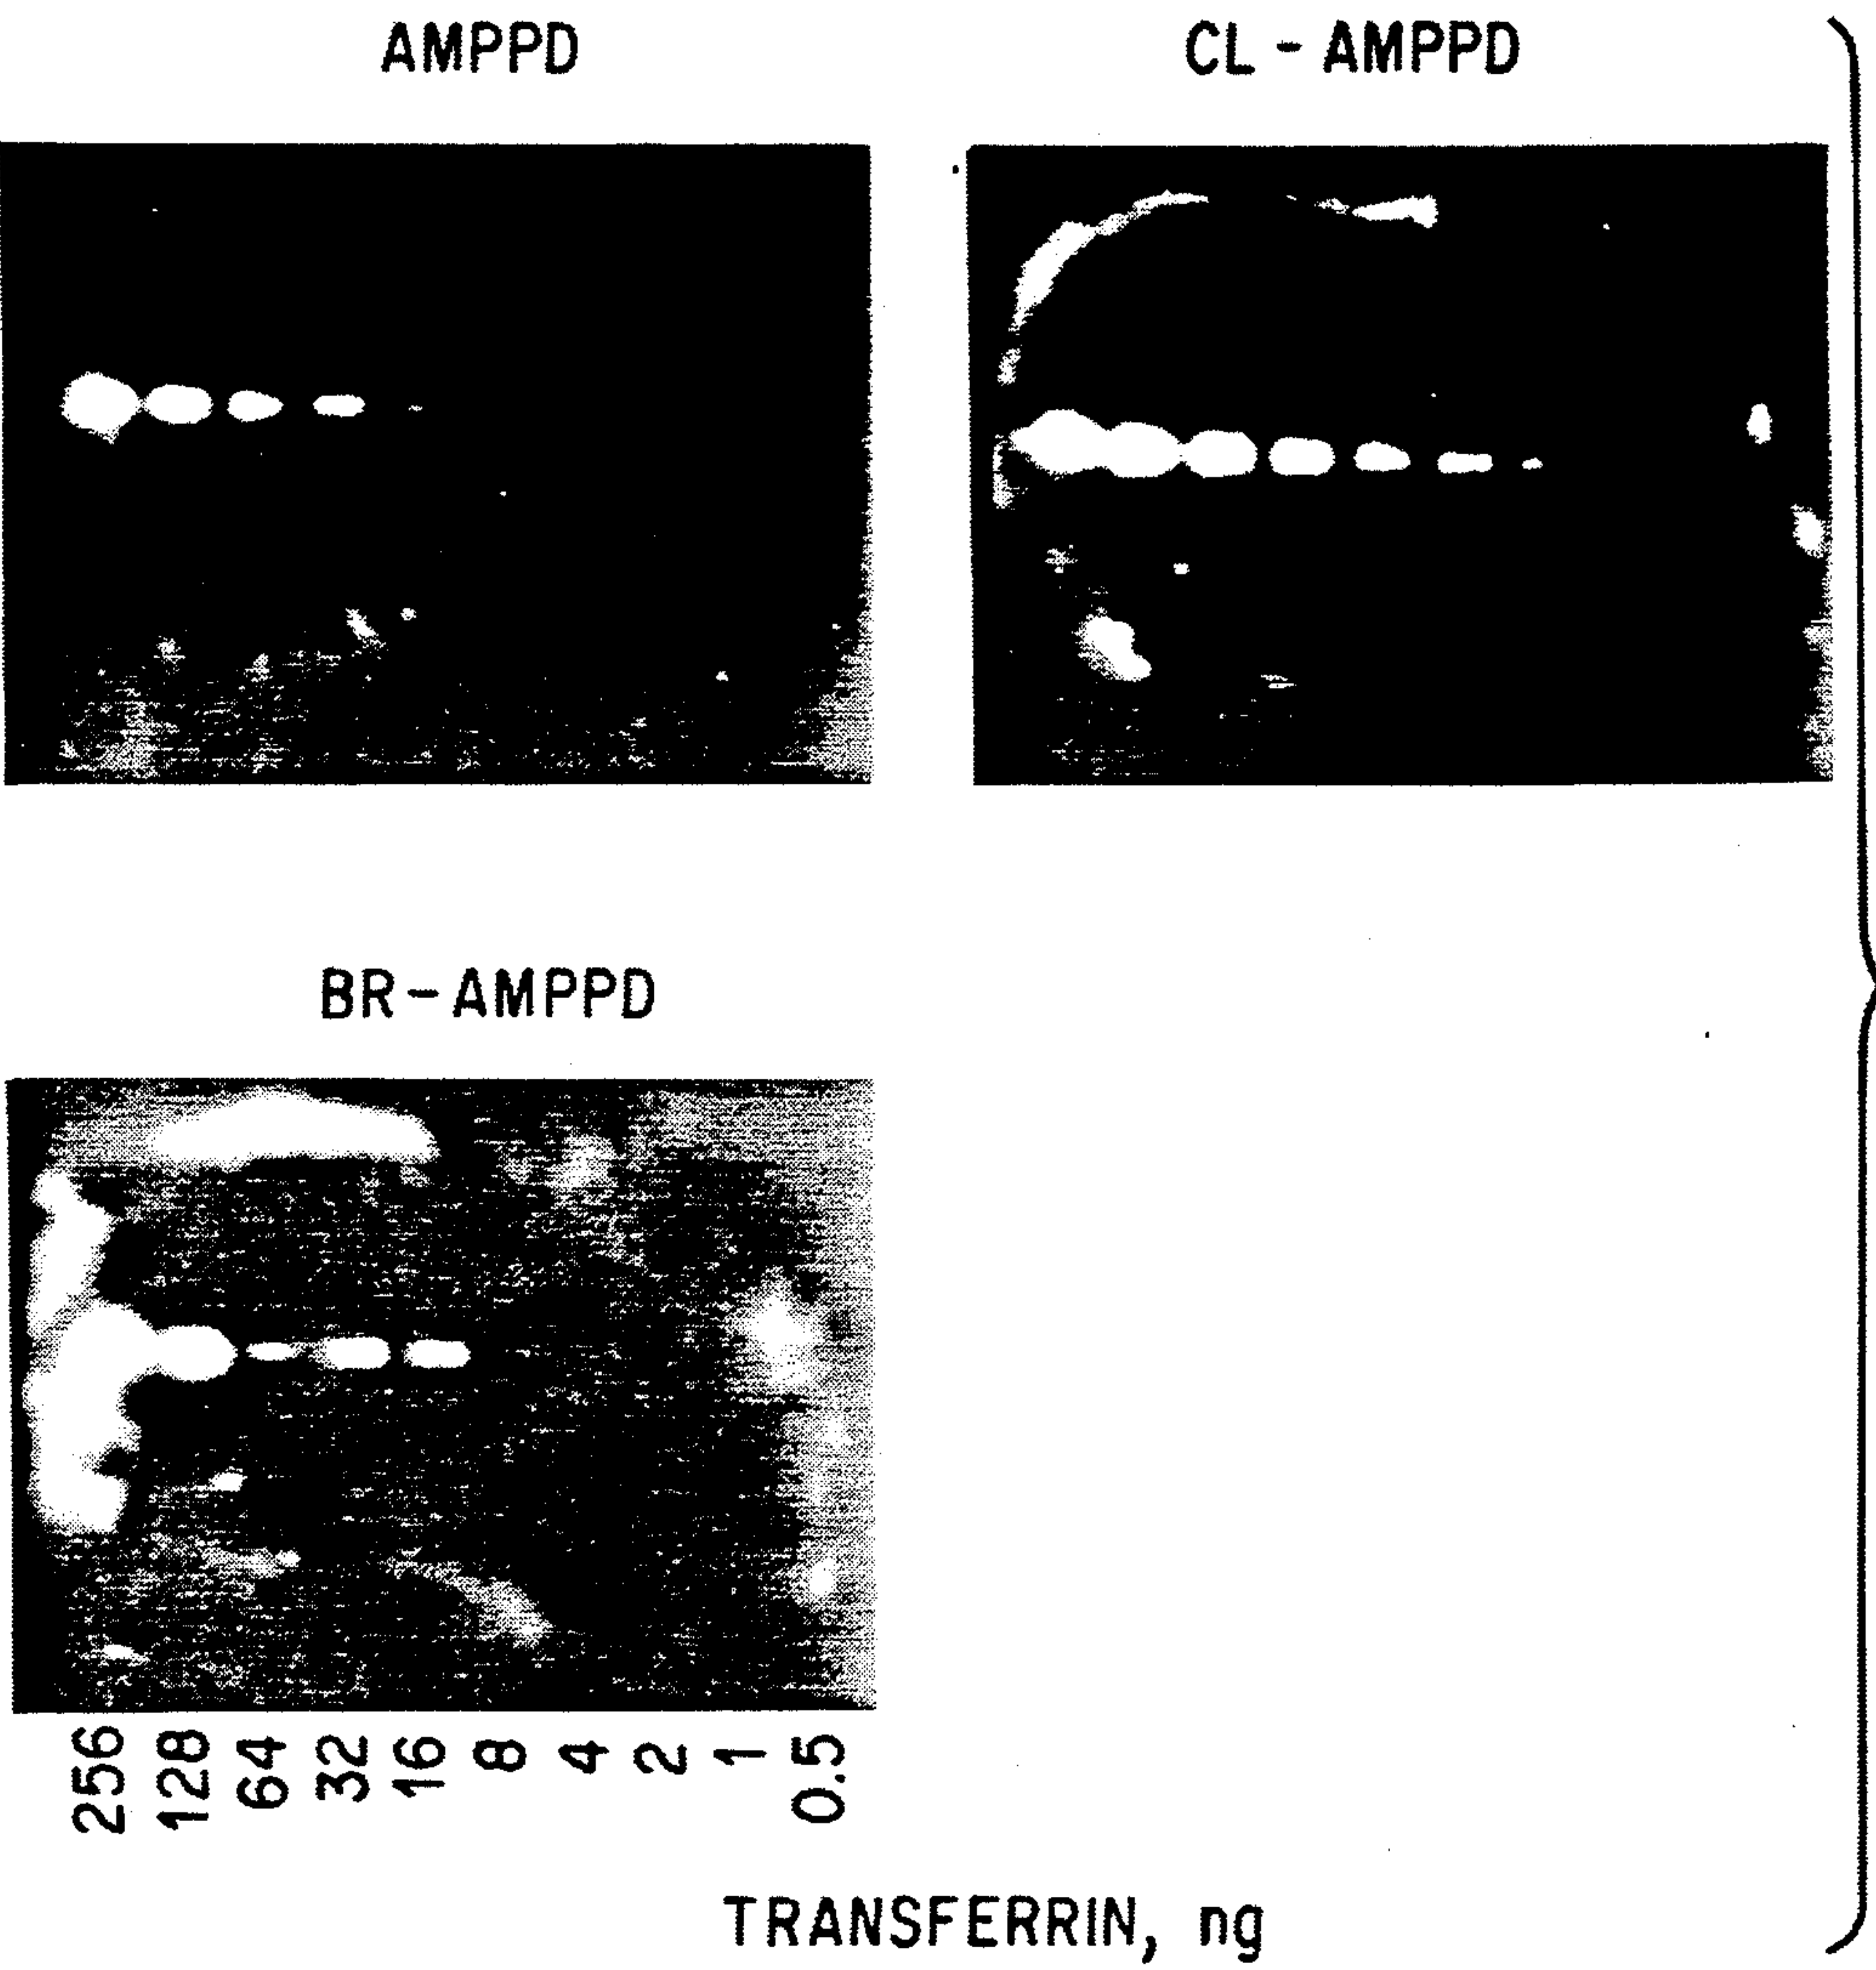 AMPPD
CL-AMPPD
BR-AMPPD
256 128 64 32 16 8 4 2 1 0.5
TRANSFERRIN, ng